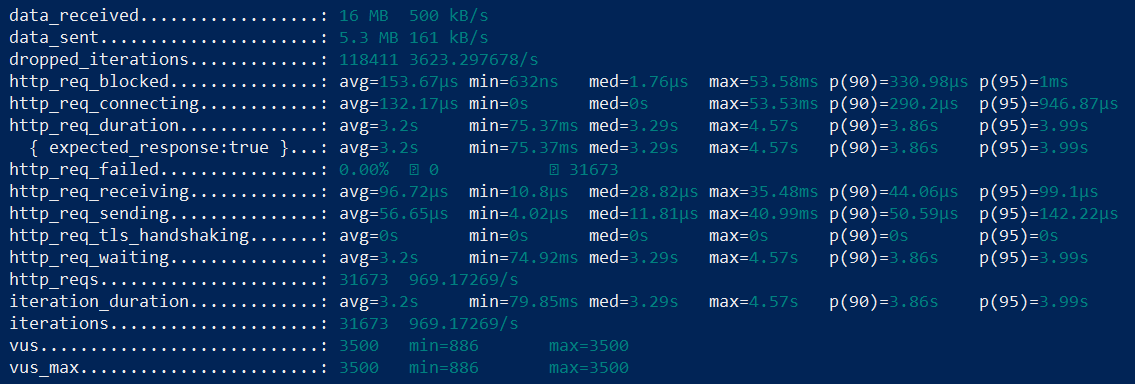 data_received..................: 16 MB  500 kB/s
data_sent......................: 5.3 MB 161 kB/s
dropped_iterations.............: 118411 3623.297678/s
http_req_blocked...............: avg=153.67µs min=632ns   med=1.76µs  max=53.58ms p(90)=330.98µs p(95)=1ms
http_req_connecting............: avg=132.17µs min=0s      med=0s      max=53.53ms p(90)=290.2µs p(95)=946.87µs
http_req_duration..............: avg=3.2s     min=75.37ms med=3.29s   max=4.57s   p(90)=3.86s    p(95)=3.99s
  { expected_response:true }...: avg=3.2s     min=75.37ms med=3.29s   max=4.57s   p(90)=3.86s    p(95)=3.99s
http_req_failed................: 0.00%  0  31673
http_req_receiving.............: avg=96.72µs  min=10.8µs  med=28.82µs max=35.48ms p(90)=44.06µs  p(95)=99.1µs
http_req_sending...............: avg=56.65µs  min=4.02µs  med=11.81µs max=40.99ms p(90)=50.59µs  p(95)=142.22µs
http_req_tls_handshaking.......: avg=0s       min=0s      med=0s      max=0s      p(90)=0s       p(95)=0s
http_req_waiting...............: avg=3.2s     min=74.92ms med=3.29s   max=4.57s   p(90)=3.86s    p(95)=3.99s
http_reqs......................: 31673  969.17269/s
iteration_duration.............: avg=3.2s     min=79.85ms med=3.29s   max=4.57s   p(90)=3.86s    p(95)=3.99s
iterations.....................: 31673  969.17269/s
vus............................: 3500   min=886       max=3500
vus_max........................: 3500   min=886       max=3500